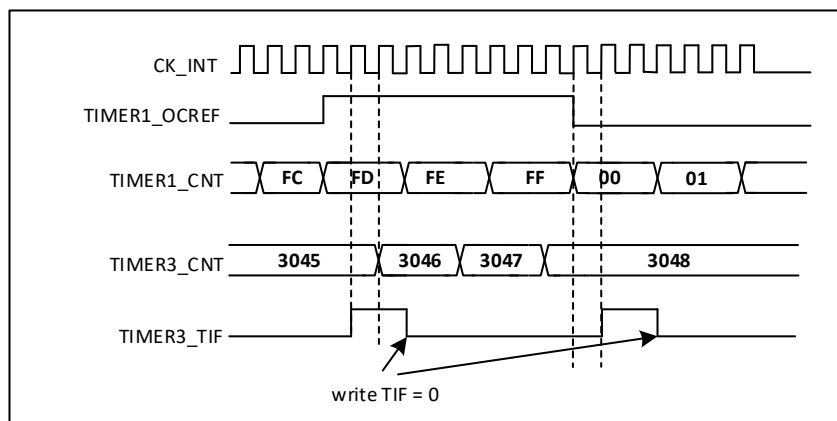 CK_INT
TIMER1_OCREF
TIMER1_CNT FC FD FE FF 00 01
TIMER3_CNT 3045 3046 3047 3048
TIMER3_TIF
write TIF = 0